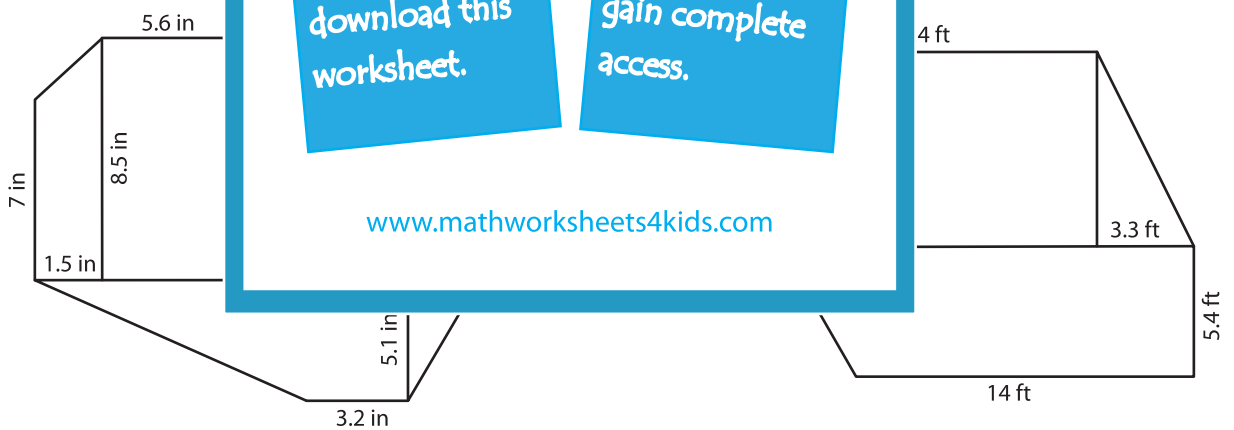 5.6 in
download this
worksheet.
gain complete
access.
4 ft
8.5 in
7 in
1.5 in
www.mathworksheets4kids.com
3.3 ft
5.1 in
5.4 ft
3.2 in
14 ft